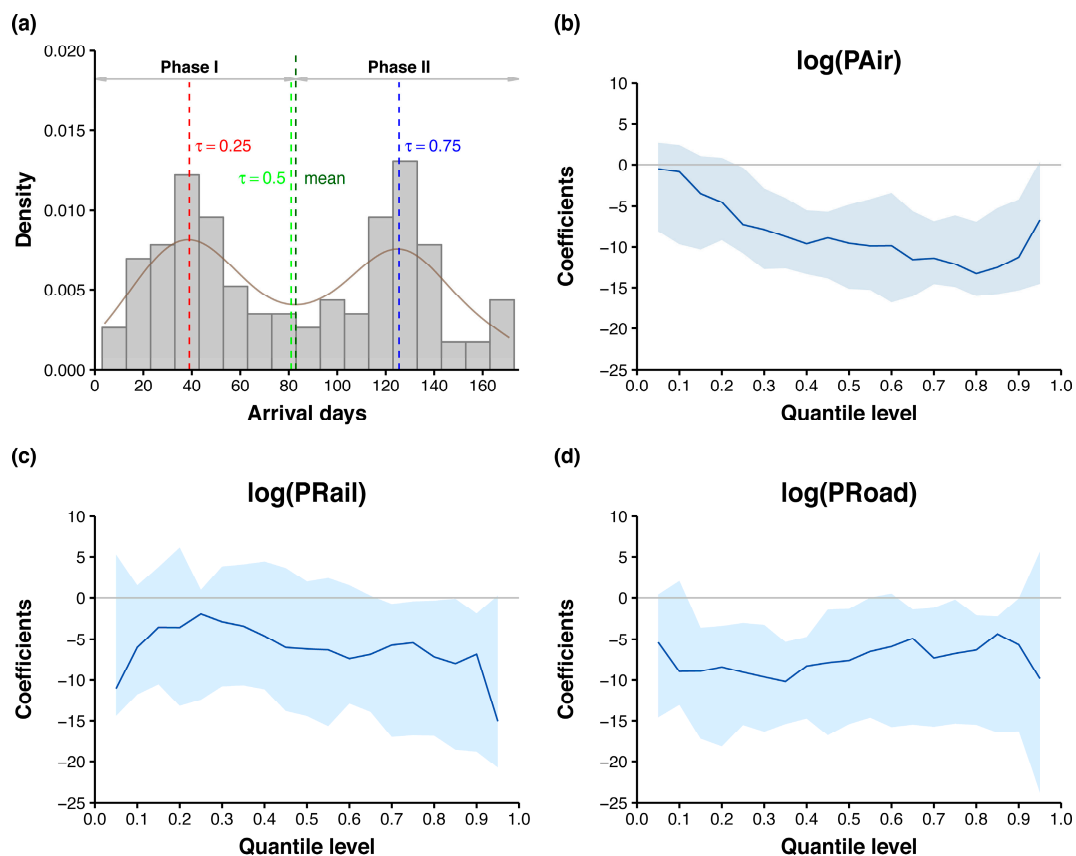 (a)
0.020
0.015
0.010
0.005
0.000
Density
Phase I
Phase II
τ = 0.25
τ = 0.5
mean
τ = 0.75
0 20 40 60 80 100 120 140 160
Arrival days
(b)
log(PAir)
10
5
0
−5
−10
−15
−20
−25
Coefficients
0.0 0.1 0.2 0.3 0.4 0.5 0.6 0.7 0.8 0.9 1.0
Quantile level
(c)
log(PRail)
10
5
0
−5
−10
−15
−20
−25
Coefficients
0.0 0.1 0.2 0.3 0.4 0.5 0.6 0.7 0.8 0.9 1.0
Quantile level
(d)
log(PRoad)
10
5
0
−5
−10
−15
−20
−25
Coefficients
0.0 0.1 0.2 0.3 0.4 0.5 0.6 0.7 0.8 0.9 1.0
Quantile level